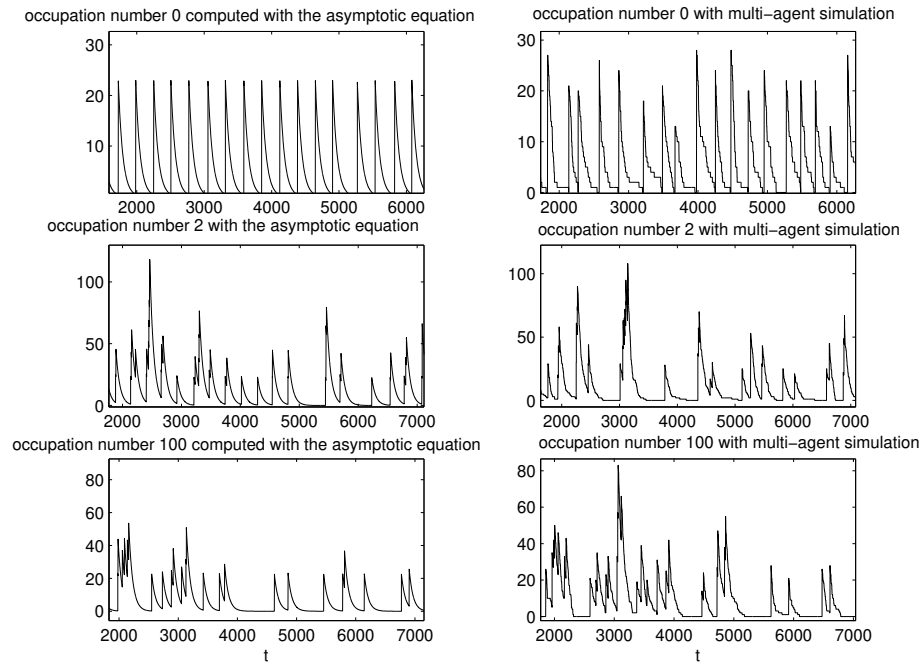 occupation number 0 computed with the asymptotic equation
30
20
10
2000 3000 4000 5000 6000
occupation number 0 with multi−agent simulation
30
25
20
15
10
5
0
2000 3000 4000 5000 6000
occupation number 2 with the asymptotic equation
100
50
0
2000 3000 4000 5000 6000 7000
occupation number 2 with multi−agent simulation
100
50
0
2000 3000 4000 5000 6000 7000
occupation number 100 computed with the asymptotic equation
80
60
40
20
0
2000 3000 4000 5000 6000 7000
t
occupation number 100 with multi−agent simulation
80
60
40
20
0
2000 3000 4000 5000 6000 7000
t